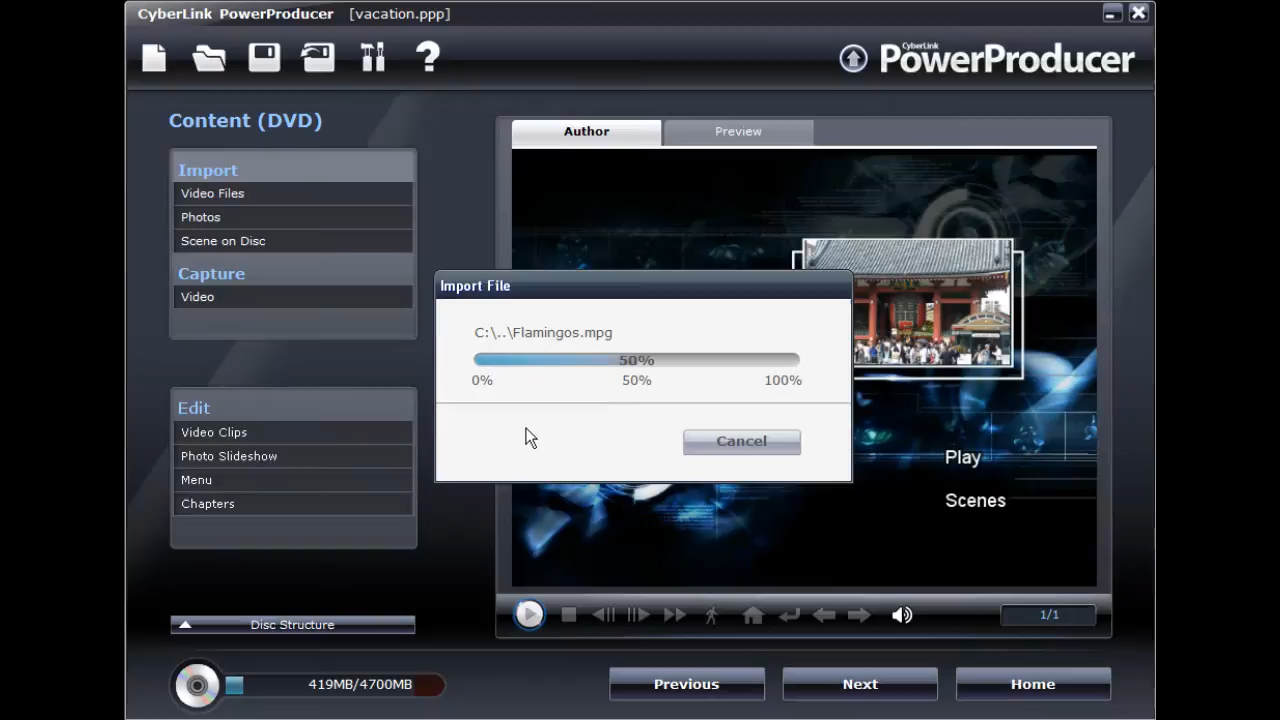 CyberLink PowerProducer [vacation.ppp]
?
CyberLink
PowerProducer
Content (DVD)
Import
Video Files
Photos
Scene on Disc
Capture
Video
Edit
Video Clips
Photo Slideshow
Menu
Chapters
Disc Structure
419MB/4700MB
Author
Preview
Import File
C:\..\Flamingos.mpg
50%
0% 50% 100%
Cancel
Play
Scenes
1/1
Previous
Next
Home